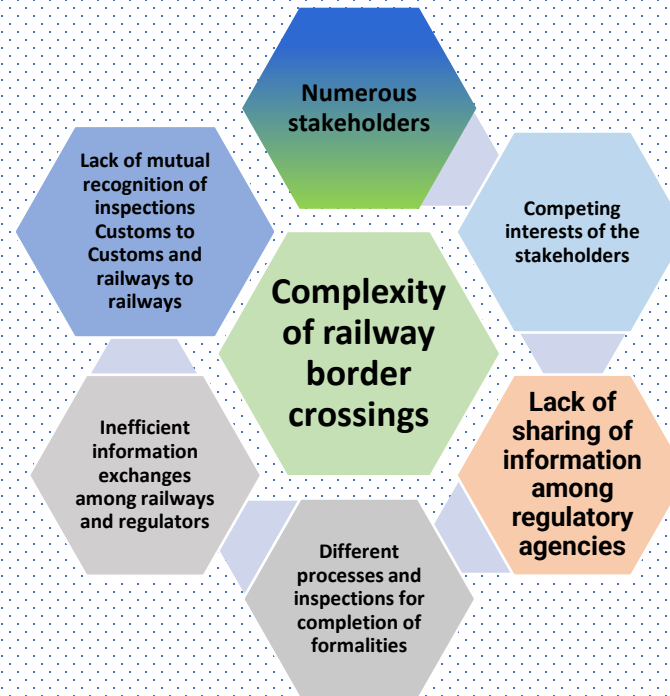 Numerous
stakeholders
Competing
interests of the
stakeholders
Lack of
sharing of
information
among
regulatory
agencies
Different
processes and
inspections for
completion of
formalities
Inefficient
information
exchanges
among railways
and regulators
Lack of mutual
recognition of
inspections
Customs to
Customs and
railways to
railways
Complexity
of railway
border
crossings